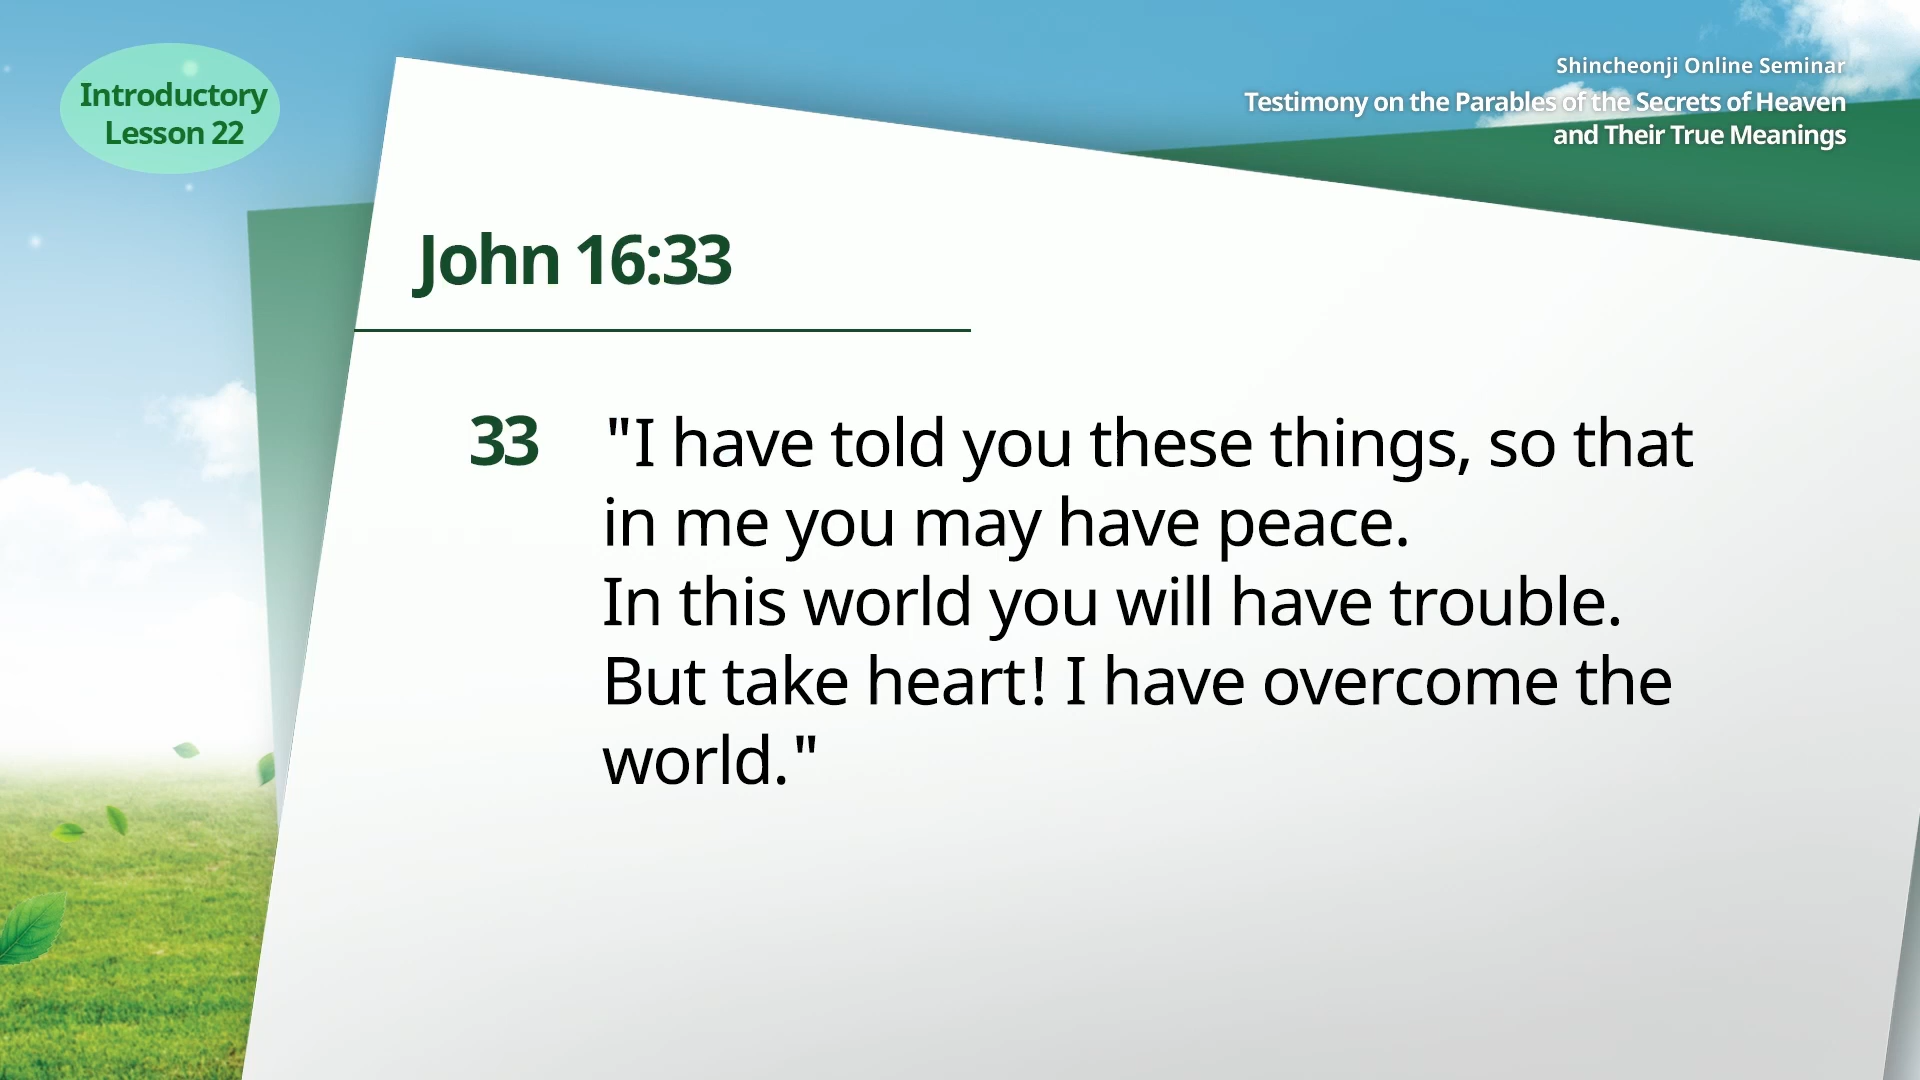 Introductory
Lesson 22
Shincheonji Online Seminar
Testimony on the Parables of the Secrets of Heaven
and Their True Meanings
John 16:33
33 "I have told you these things, so that
in me you may have peace.
In this world you will have trouble.
But take heart! I have overcome the
world."